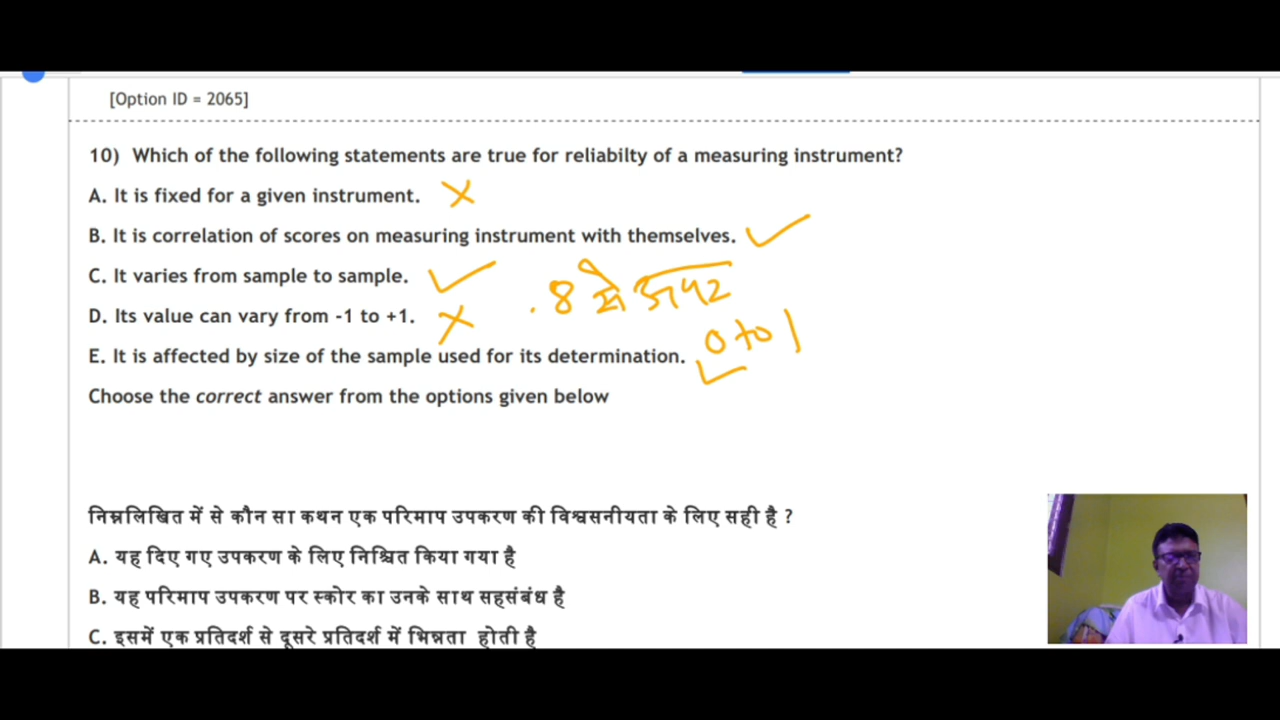 [Option ID = 2065]
10) Which of the following statements are true for reliabilty of a measuring instrument?
A. It is fixed for a given instrument.
B. It is correlation of scores on measuring instrument with themselves.
C. It varies from sample to sample.
.8 से ऊपर
D. Its value can vary from -1 to +1.
0 to 1
E. It is affected by size of the sample used for its determination.
Choose the correct answer from the options given below
निम्नलिखित में से कौन सा कथन एक परिमाप उपकरण की विश्वसनीयता के लिए सही है ?
A. यह दिए गए उपकरण के लिए निश्चित किया गया है
B. यह परिमाप उपकरण पर स्कोर का उनके साथ सहसंबंध है
C. इसमें एक प्रतिदर्श से दूसरे प्रतिदर्श में भिन्नता होती है